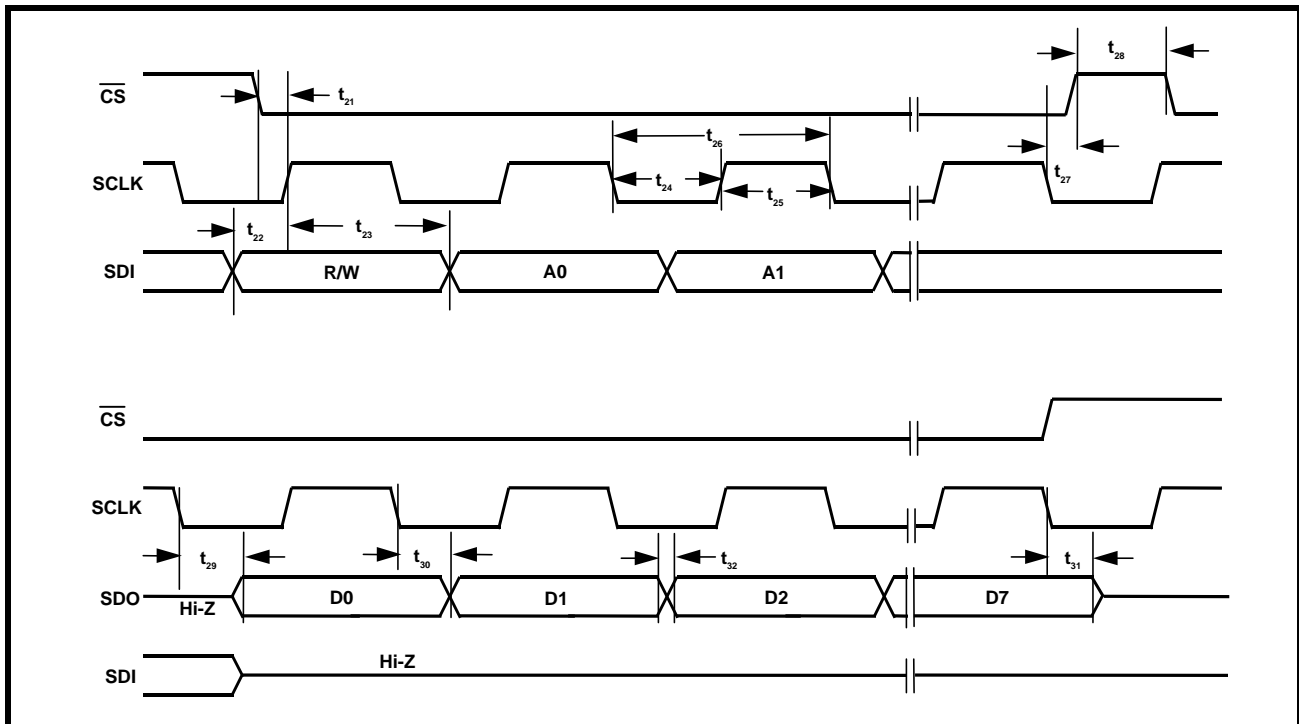 t28
CS
t21
t26
SCLK
t24
t25
t27
t22
t23
SDI
R/W
A0
A1
CS
SCLK
t29
t30
t32
t31
SDO
Hi-Z
D0
D1
D2
D7
SDI
Hi-Z